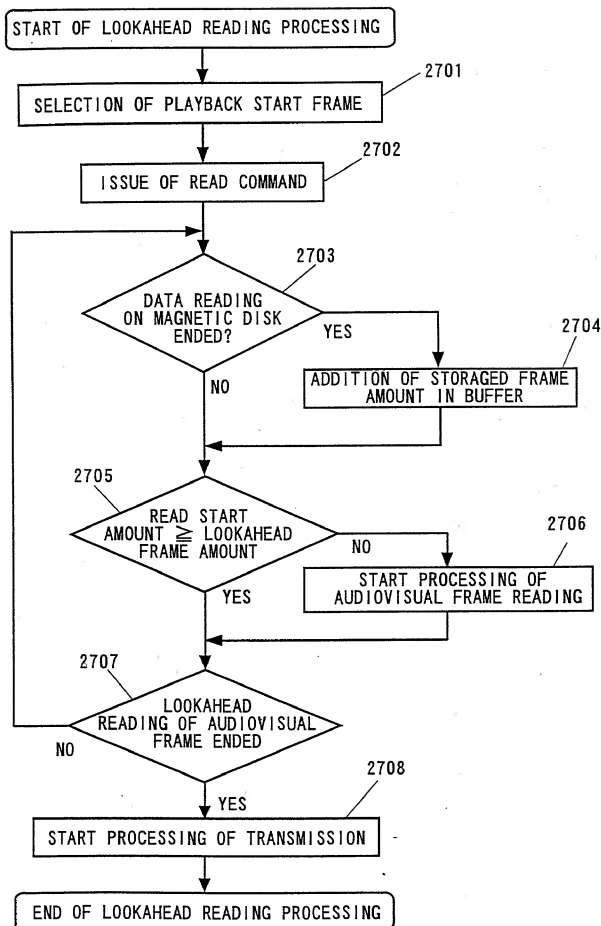 START OF LOOKAHEAD READING PROCESSING
2701
SELECTION OF PLAYBACK START FRAME
2702
ISSUE OF READ COMMAND
2703
DATA READING
ON MAGNETIC DISK
ENDED?
YES
2704
ADDITION OF STORAGED FRAME
AMOUNT IN BUFFER
NO
2705
READ START
AMOUNT ≧ LOOKAHEAD
FRAME AMOUNT
NO
2706
START PROCESSING OF
AUDIOVISUAL FRAME READING
YES
2707
LOOKAHEAD
READING OF AUDIOVISUAL
FRAME ENDED
NO
YES
2708
START PROCESSING OF TRANSMISSION
END OF LOOKAHEAD READING PROCESSING